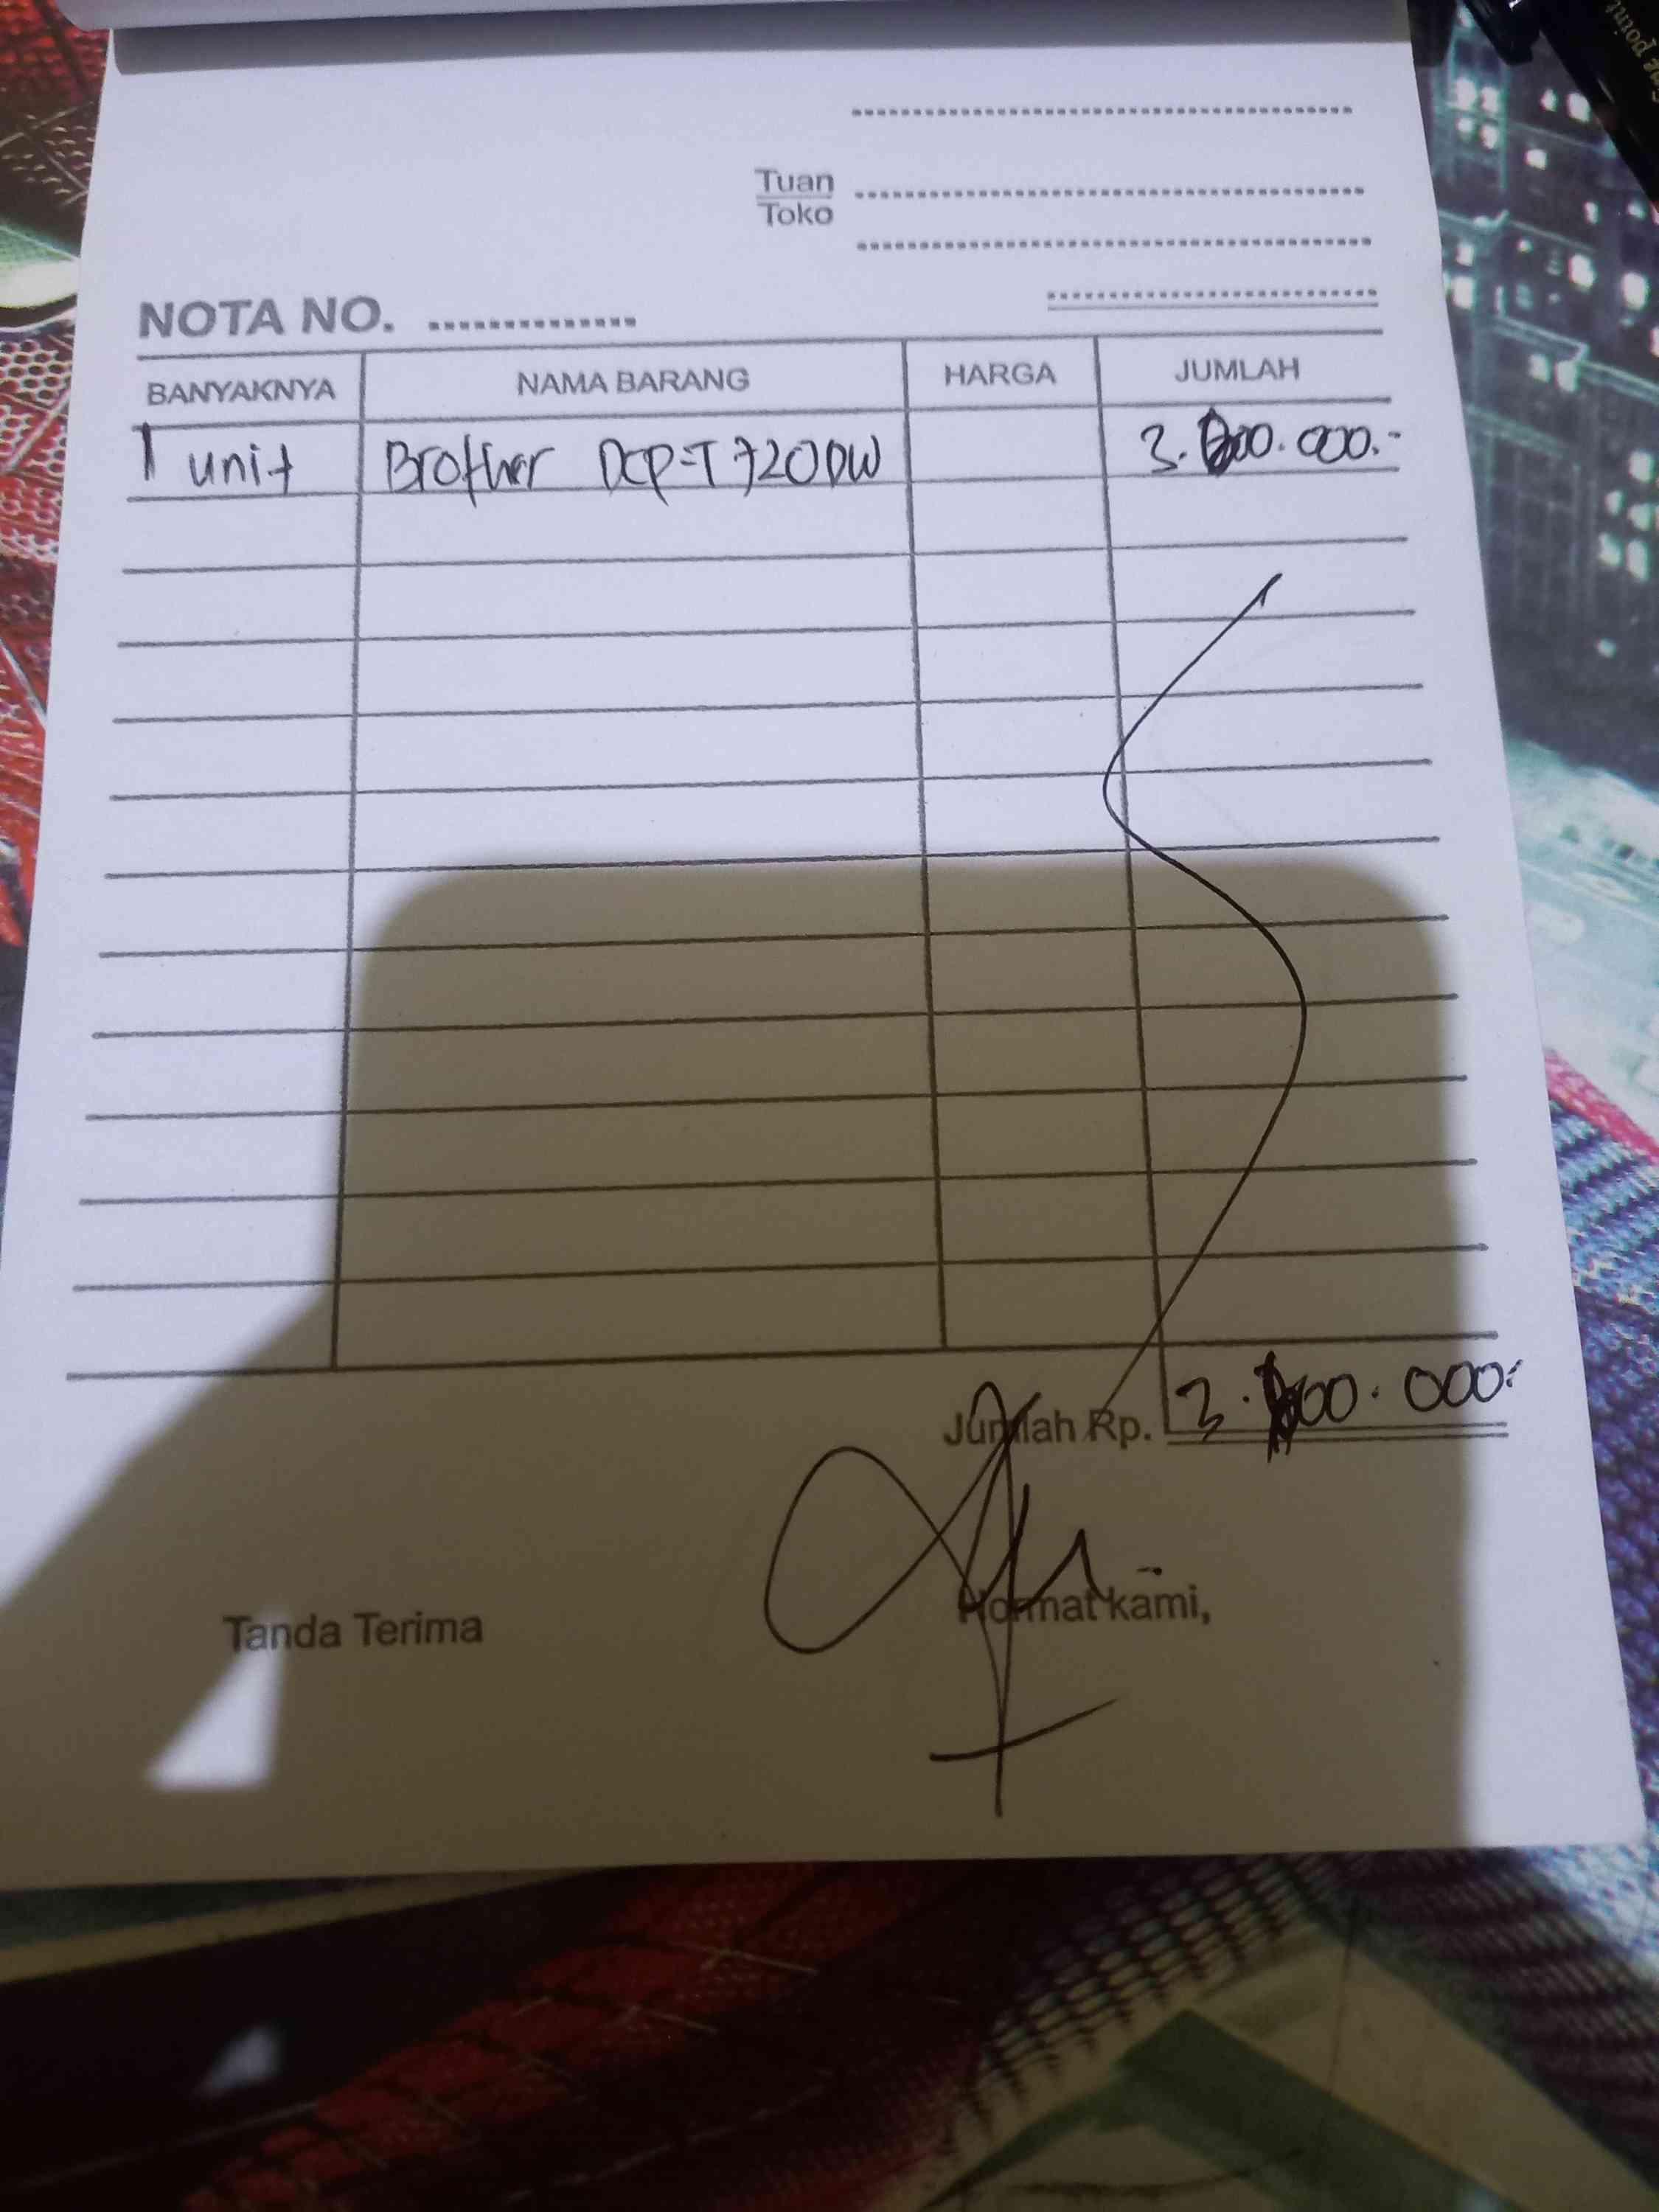 Tuan
Toko
NOTA NO.
BANYAKNYA NAMA BARANG HARGA JUMLAH
1 unit Brother DCP-T720DW
Jumlah Rp.
Tanda Terima Hormat kami,